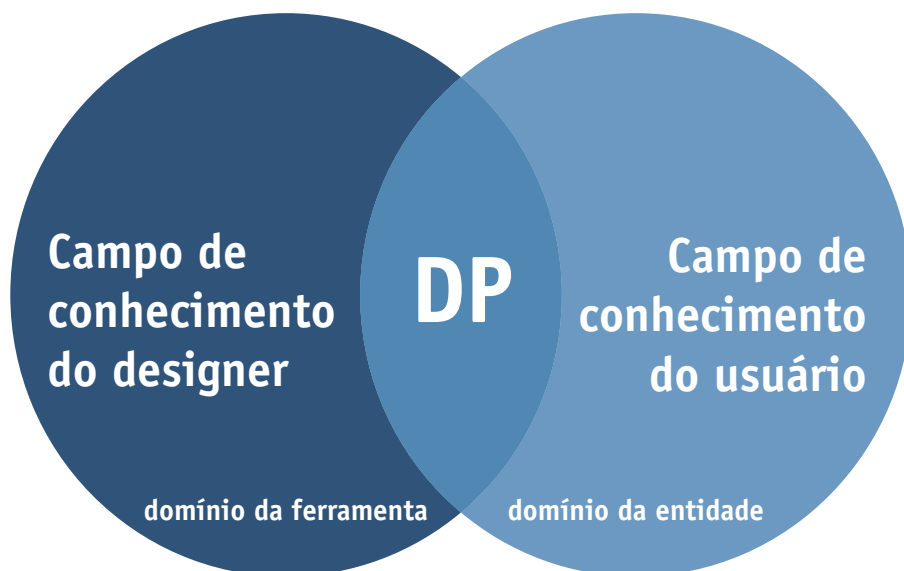 Campo de
conhecimento
do designer
DP
Campo de
conhecimento
do usuário
domínio da ferramenta
domínio da entidade